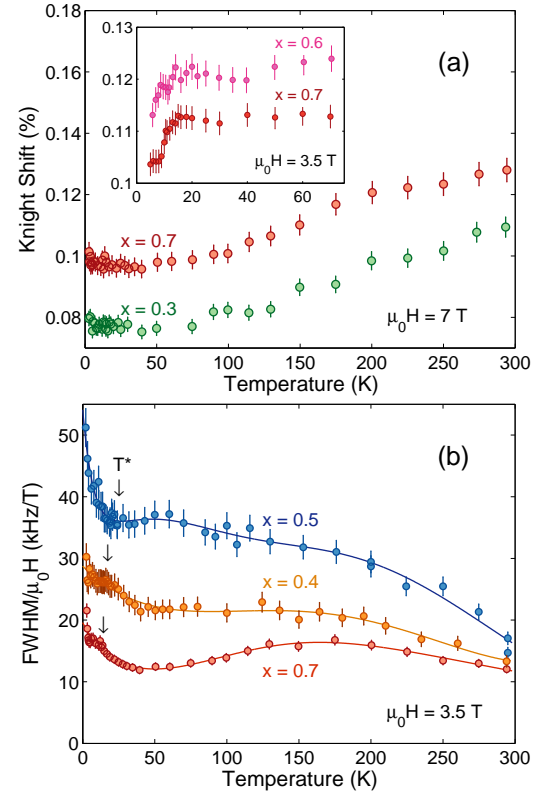 0.18
0.16
0.14
0.12
0.1
0.08
Knight Shift (%)
0.13
0.12
0.11
0.1
0 20 40 60
x = 0.6
x = 0.7
μ₀H = 3.5 T
(a)
x = 0.7
x = 0.3
μ₀H = 7 T
0 50 100 150 200 250 300
Temperature (K)
50
40
30
20
10
0
FWHM/μ₀H (kHz/T)
(b)
T*
x = 0.5
x = 0.4
x = 0.7
μ₀H = 3.5 T
0 50 100 150 200 250 300
Temperature (K)